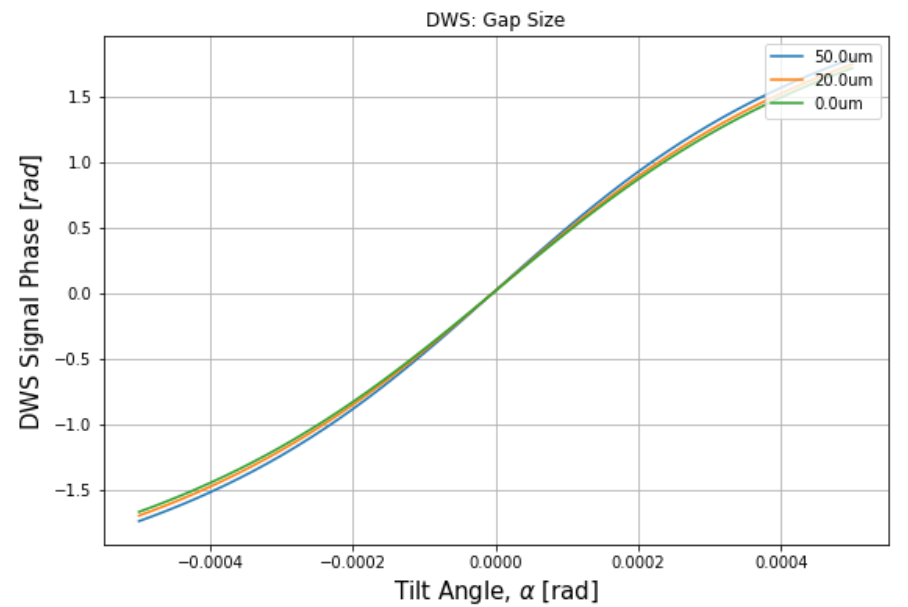 DWS: Gap Size
50.0um
20.0um
0.0um
1.5
1.0
0.5
0.0
−0.5
−1.0
−1.5
DWS Signal Phase [rad]
−0.0004
−0.0002
0.0000
0.0002
0.0004
Tilt Angle, α [rad]